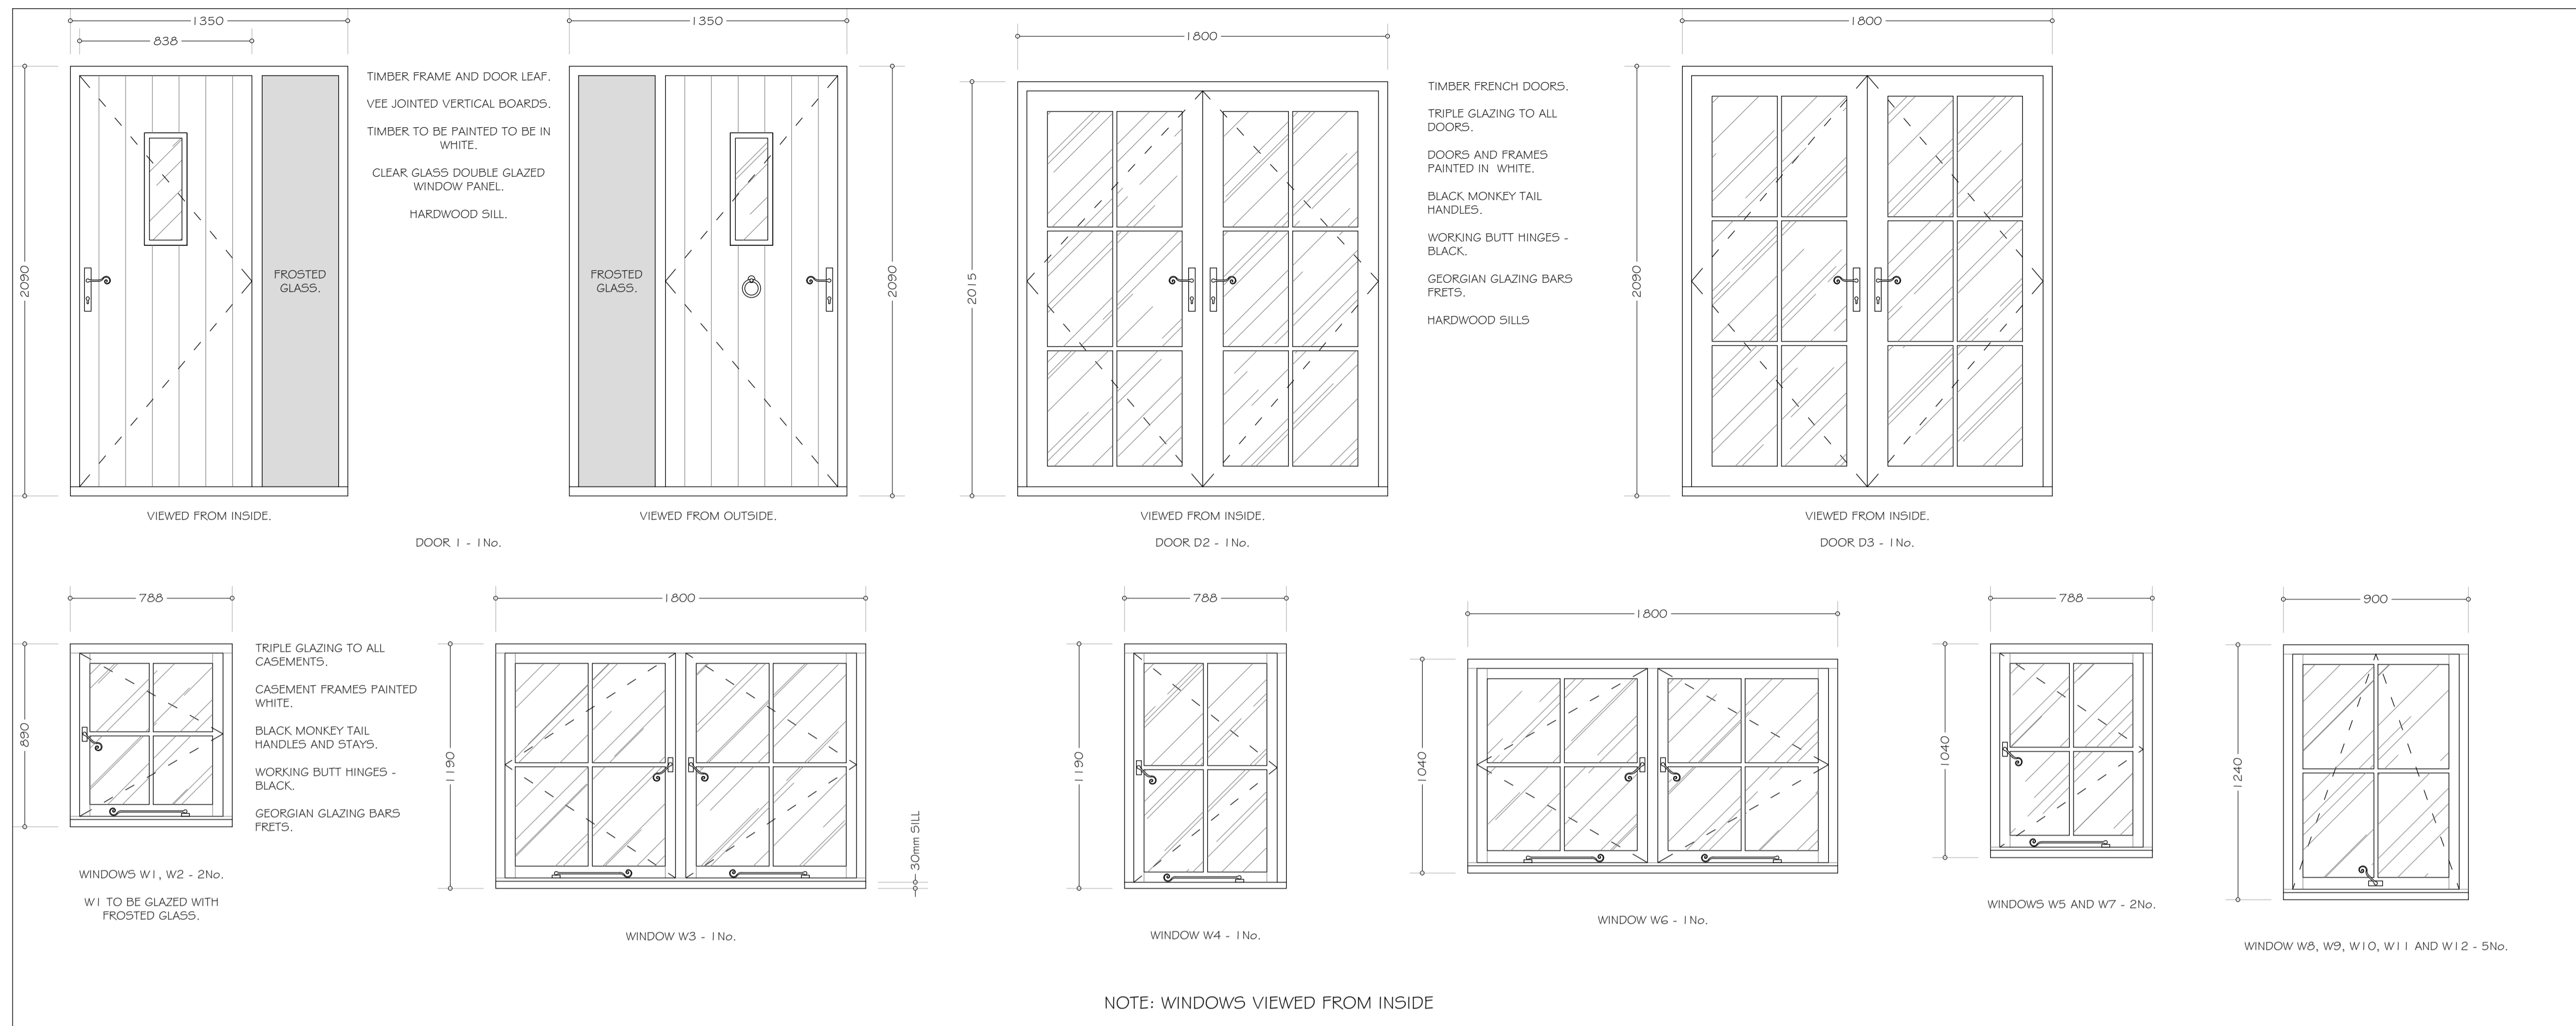 1350
838
2090
TIMBER FRAME AND DOOR LEAF.
VEE JOINTED VERTICAL BOARDS.
TIMBER TO BE PAINTED TO BE IN
WHITE.
CLEAR GLASS DOUBLE GLAZED
WINDOW PANEL.
HARDWOOD SILL.
FROSTED
GLASS.
VIEWED FROM INSIDE.
1350
FROSTED
GLASS.
2090
VIEWED FROM OUTSIDE.
DOOR 1 - 1No.
1800
2015
VIEWED FROM INSIDE.
DOOR D2 - 1No.
TIMBER FRENCH DOORS.
TRIPLE GLAZING TO ALL
DOORS.
DOORS AND FRAMES
PAINTED IN WHITE.
BLACK MONKEY TAIL
HANDLES.
WORKING BUTT HINGES -
BLACK.
GEORGIAN GLAZING BARS
FRETS.
HARDWOOD SILLS
1800
2090
VIEWED FROM INSIDE.
DOOR D3 - 1No.
788
890
WINDOWS W1, W2 - 2No.
W1 TO BE GLAZED WITH
FROSTED GLASS.
TRIPLE GLAZING TO ALL
CASEMENTS.
CASEMENT FRAMES PAINTED
WHITE.
BLACK MONKEY TAIL
HANDLES AND STAYS.
WORKING BUTT HINGES -
BLACK.
GEORGIAN GLAZING BARS
FRETS.
1800
1190
30mm SILL
WINDOW W3 - 1No.
788
1190
WINDOW W4 - 1No.
1800
1040
WINDOW W6 - 1No.
788
1040
WINDOWS W5 AND W7 - 2No.
900
1240
WINDOW W8, W9, W10, W11 AND W12 - 5No.
NOTE: WINDOWS VIEWED FROM INSIDE